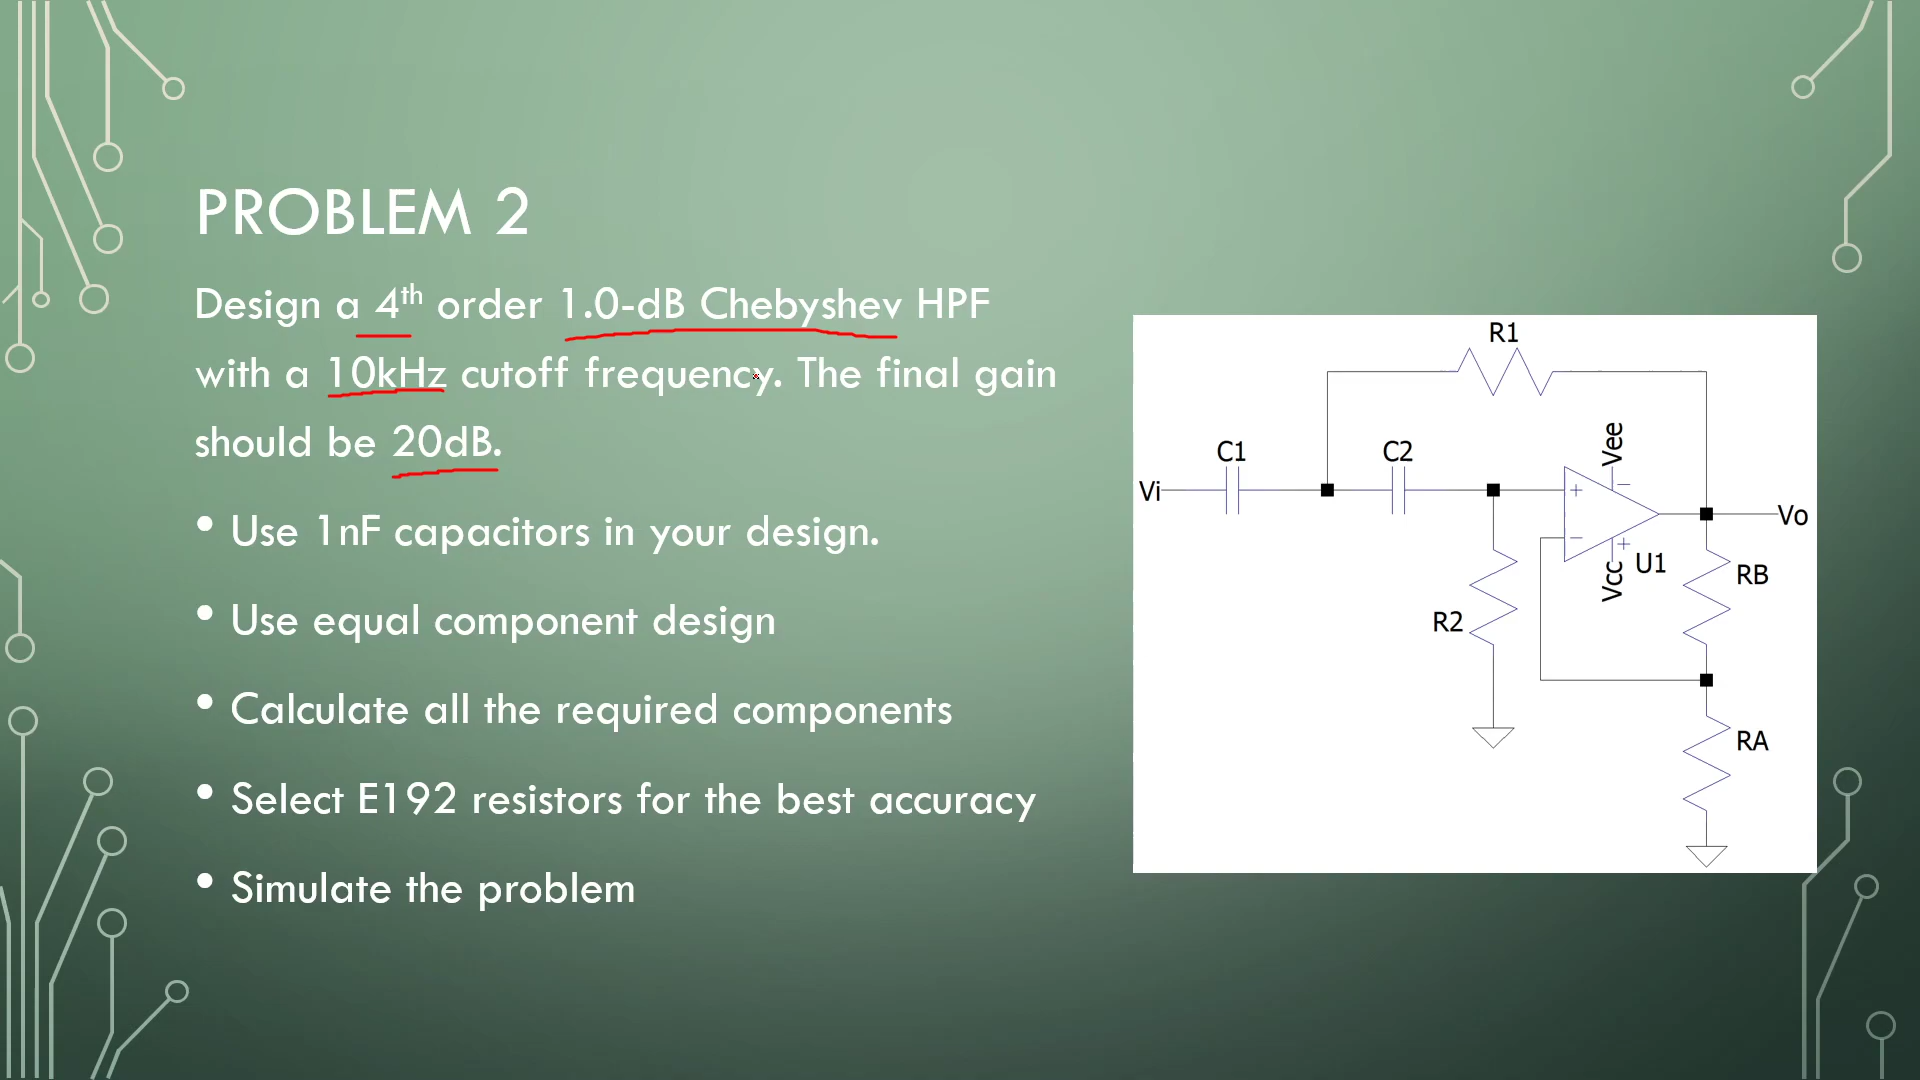 PROBLEM 2
Design a 4th order 1.0-dB Chebyshev HPF
with a 10kHz cutoff frequency. The final gain
should be 20dB.
• Use 1nF capacitors in your design.
• Use equal component design
• Calculate all the required components
• Select E192 resistors for the best accuracy
• Simulate the problem
R1
C1
C2
Vee
Vi
Vo
+
−
−
+
Vcc
U1
RB
R2
RA